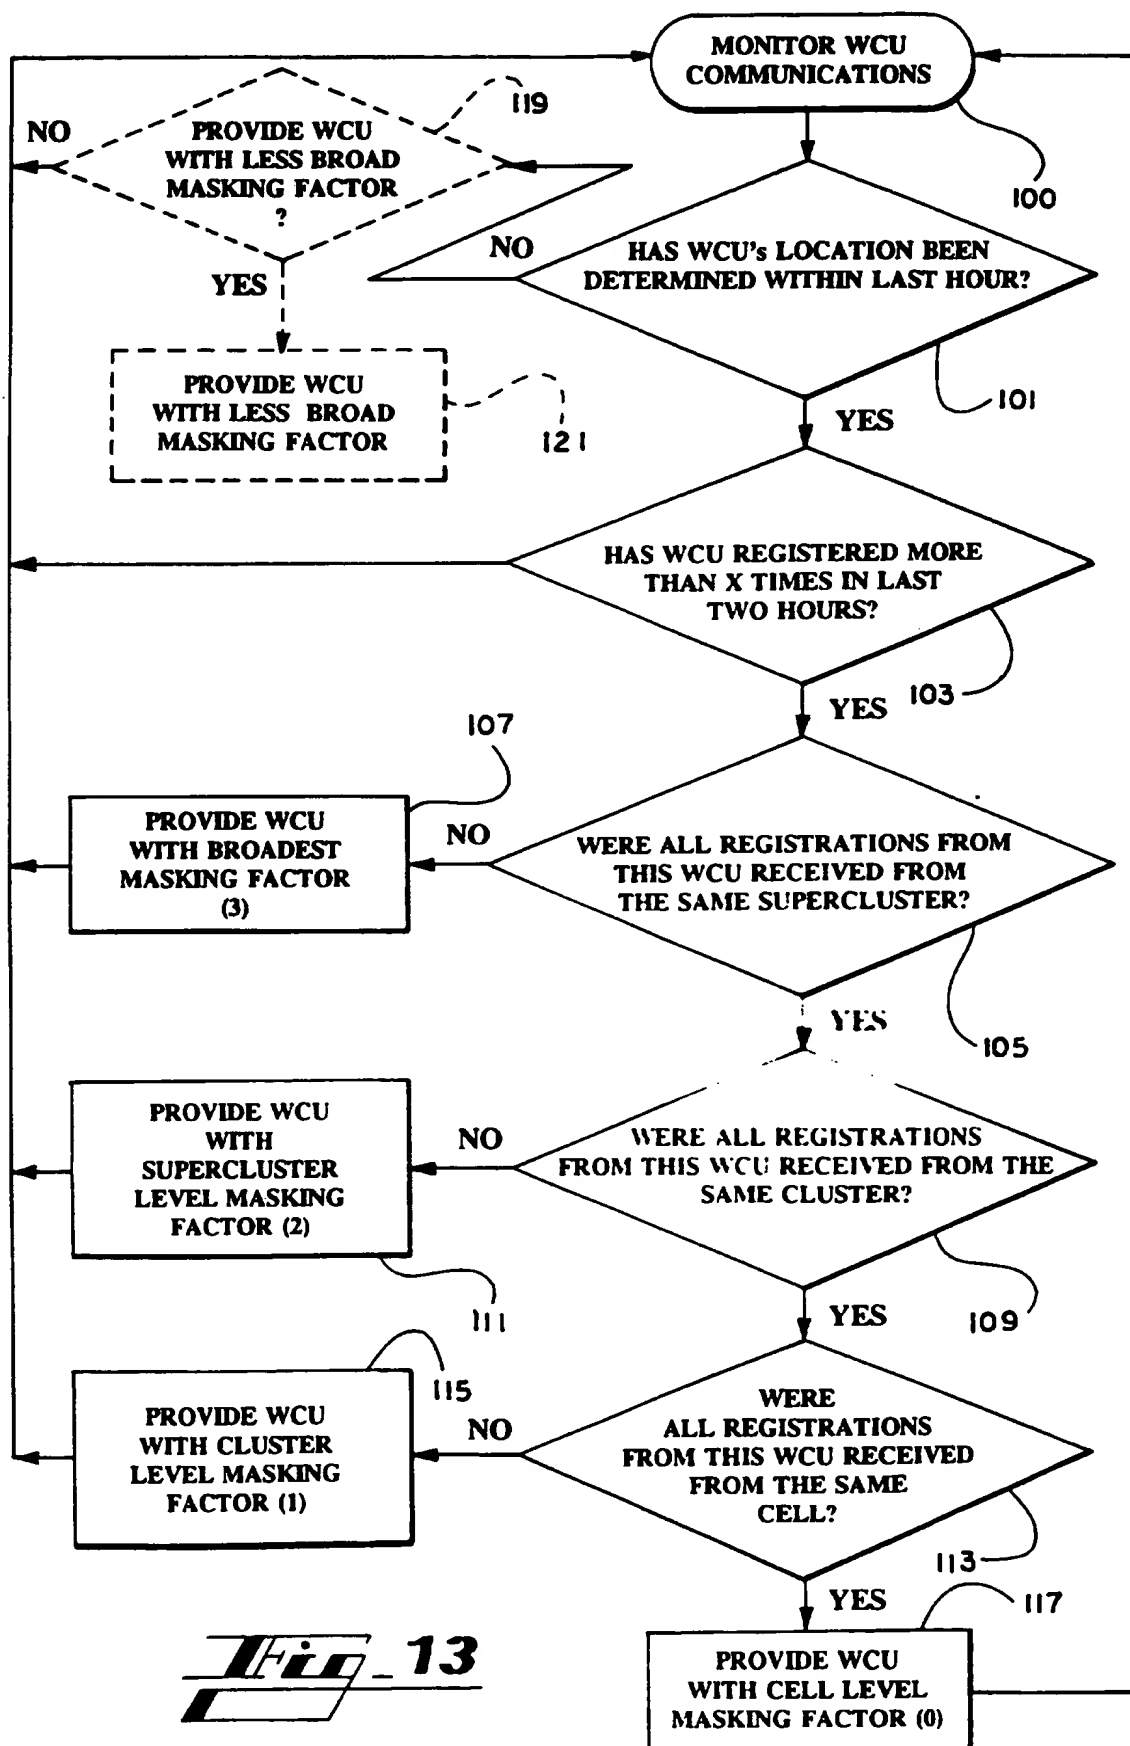 MONITOR WCU
COMMUNICATIONS
100
119
NO
PROVIDE WCU
WITH LESS BROAD
MASKING FACTOR
?
YES
NO
HAS WCU's LOCATION BEEN
DETERMINED WITHIN LAST HOUR?
101
YES
PROVIDE WCU
WITH LESS BROAD
MASKING FACTOR
121
HAS WCU REGISTERED MORE
THAN X TIMES IN LAST
TWO HOURS?
103
YES
107
PROVIDE WCU
WITH BROADEST
MASKING FACTOR
(3)
NO
WERE ALL REGISTRATIONS FROM
THIS WCU RECEIVED FROM
THE SAME SUPERCLUSTER?
105
YES
PROVIDE WCU
WITH
SUPERCLUSTER
LEVEL MASKING
FACTOR (2)
111
NO
WERE ALL REGISTRATIONS
FROM THIS WCU RECEIVED FROM THE
SAME CLUSTER?
109
YES
115
PROVIDE WCU
WITH CLUSTER
LEVEL MASKING
FACTOR (1)
NO
WERE
ALL REGISTRATIONS
FROM THIS WCU RECEIVED
FROM THE SAME
CELL?
113
YES
117
PROVIDE WCU
WITH CELL LEVEL
MASKING FACTOR (0)
Fig_13